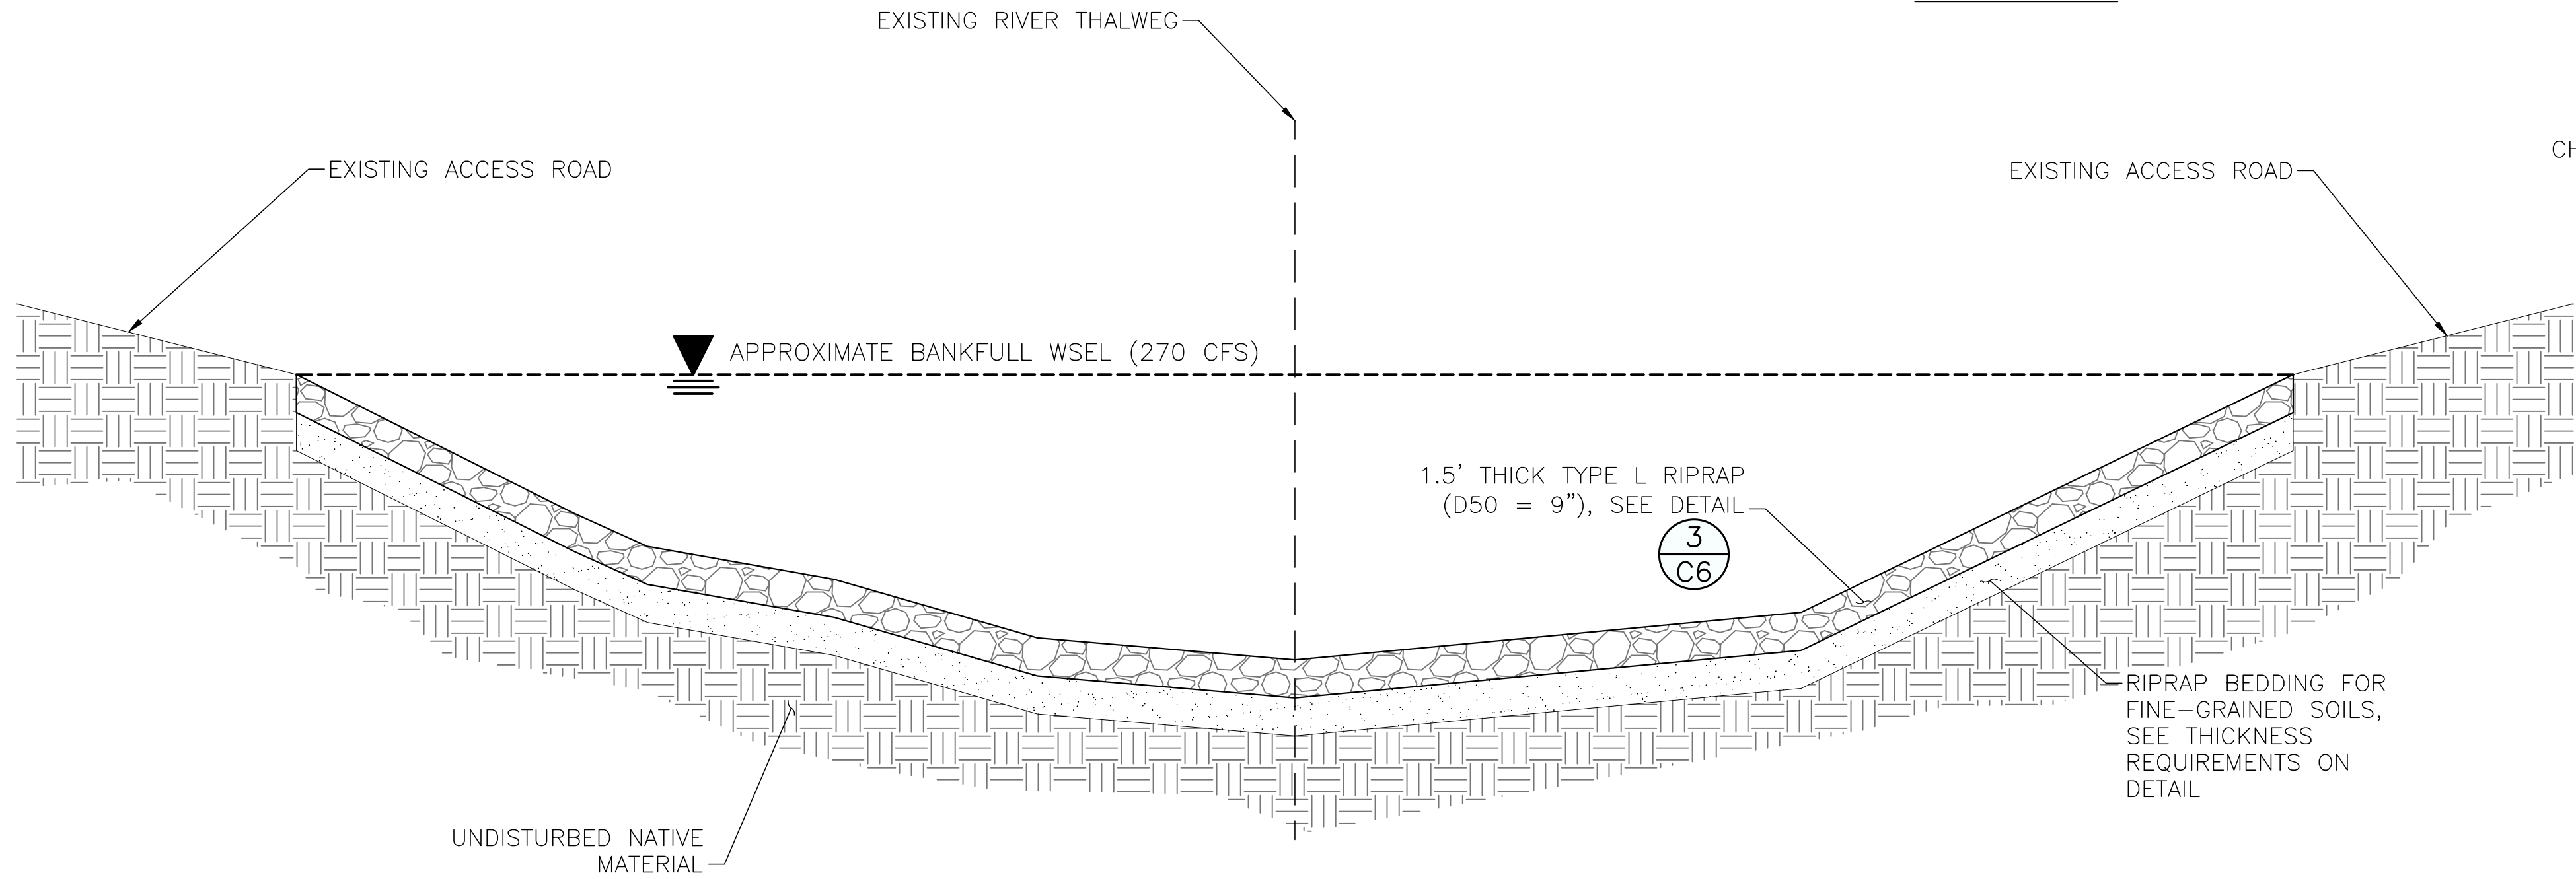 EXISTING RIVER THALWEG
CH
EXISTING ACCESS ROAD
EXISTING ACCESS ROAD
APPROXIMATE BANKFULL WSEL (270 CFS)
1.5' THICK TYPE L RIPRAP
(D50 = 9"), SEE DETAIL
3
C6
RIPRAP BEDDING FOR
FINE-GRAINED SOILS,
SEE THICKNESS
REQUIREMENTS ON
DETAIL
UNDISTURBED NATIVE
MATERIAL